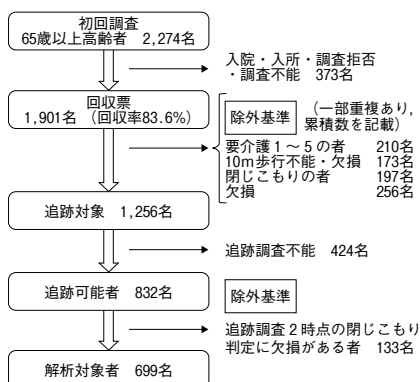 初回調査
65歳以上高齢者　2,274名
入院・入所・調査拒否
・調査不能　373名
回収票
1,901名　（回収率83.6％）
除外基準
（一部重複あり，
累積数を記載）
要介護１～５の者　210名
10m歩行不能・欠損　173名
閉じこもりの者　197名
欠損　256名
追跡対象　1,256名
追跡調査不能　424名
追跡可能者　832名
除外基準
追跡調査２時点の閉じこもり
判定に欠損がある者　133名
解析対象者　699名